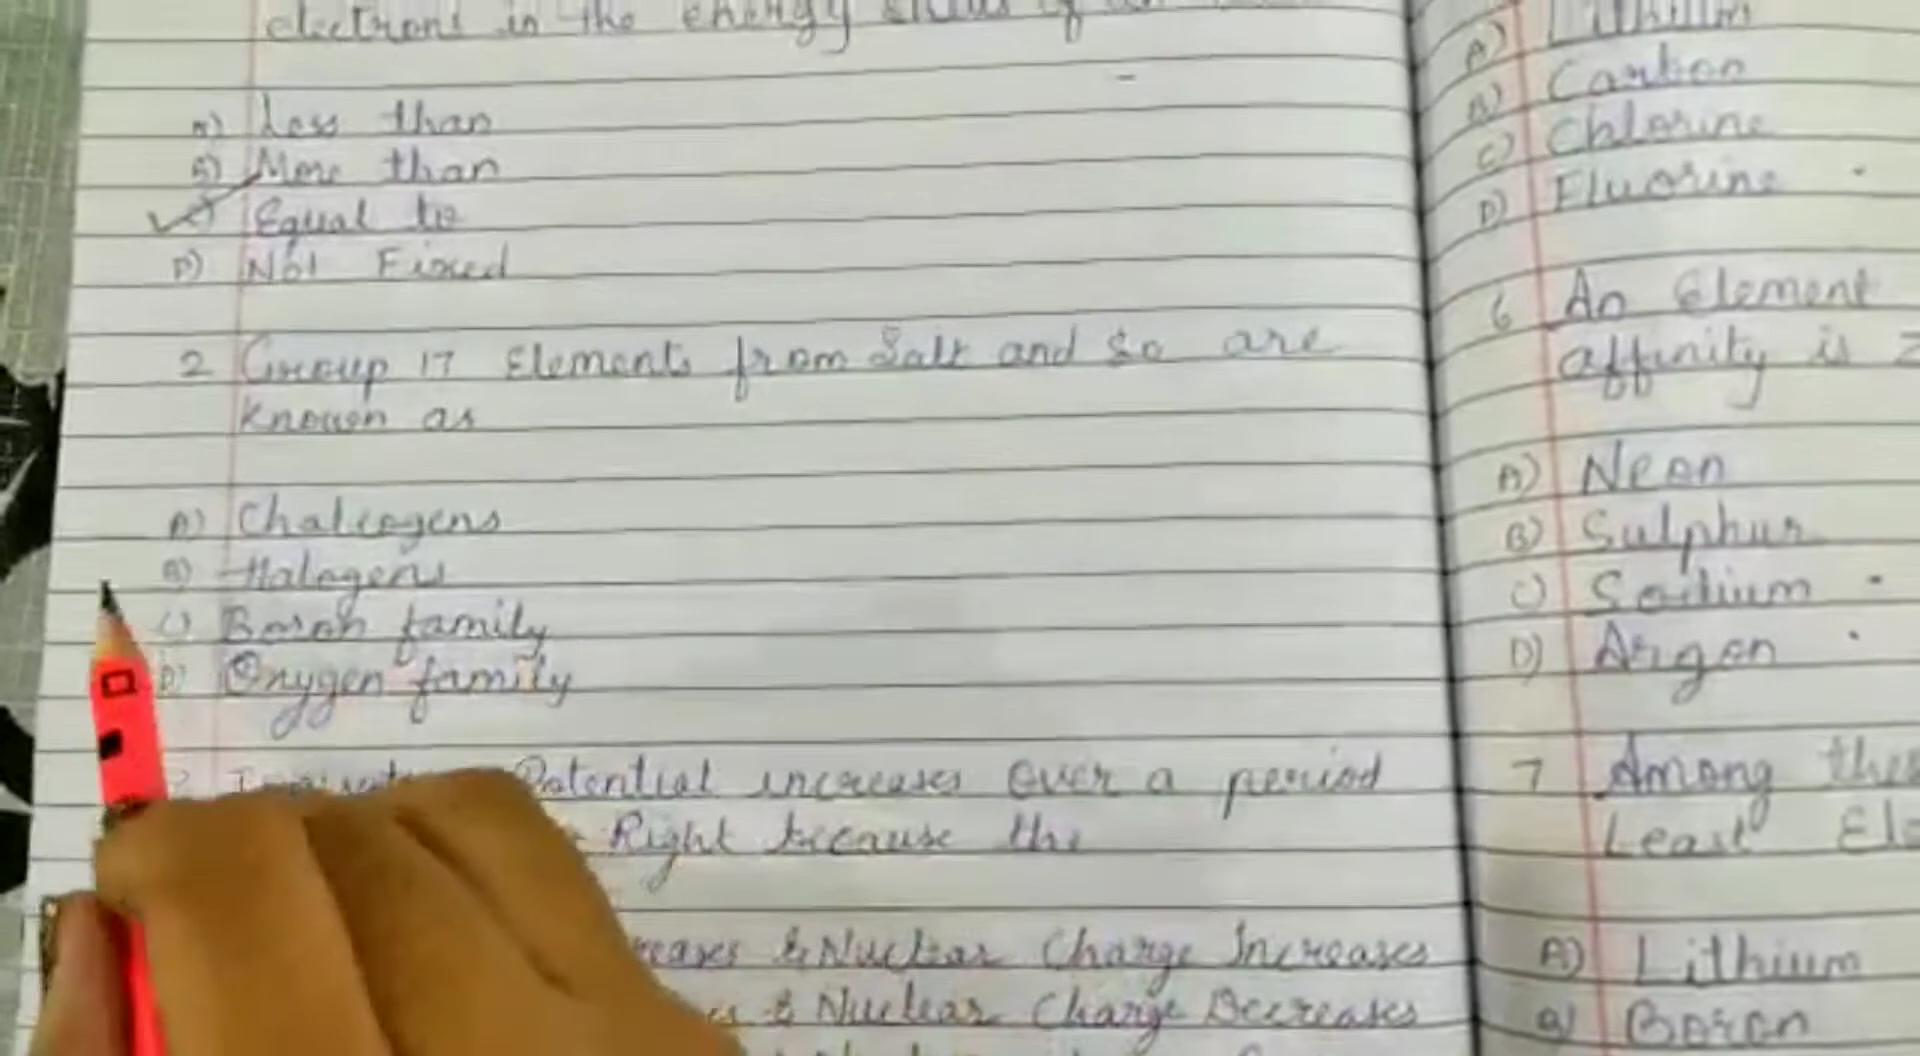 electrons in the energy
A) Less than
B) More than
C) Equal to
D) Not Fixed
2 Group 17 Elements from Salt and So are
known as
A) Chalcogens
B) Halogens
C) Boron family
D) Oxygen family
Potential increases over a period
Right because the
& Nuclear Charge Increases
& Nuclear Charge Decreases
A) Lithium
B) Carbon
C) Chlorine
D) Fluorine
6 An Element
affinity is
A) Neon
B) Sulphur
C) Sodium
D) Argon
7 Among
Least
A) Lithium
B) Boron